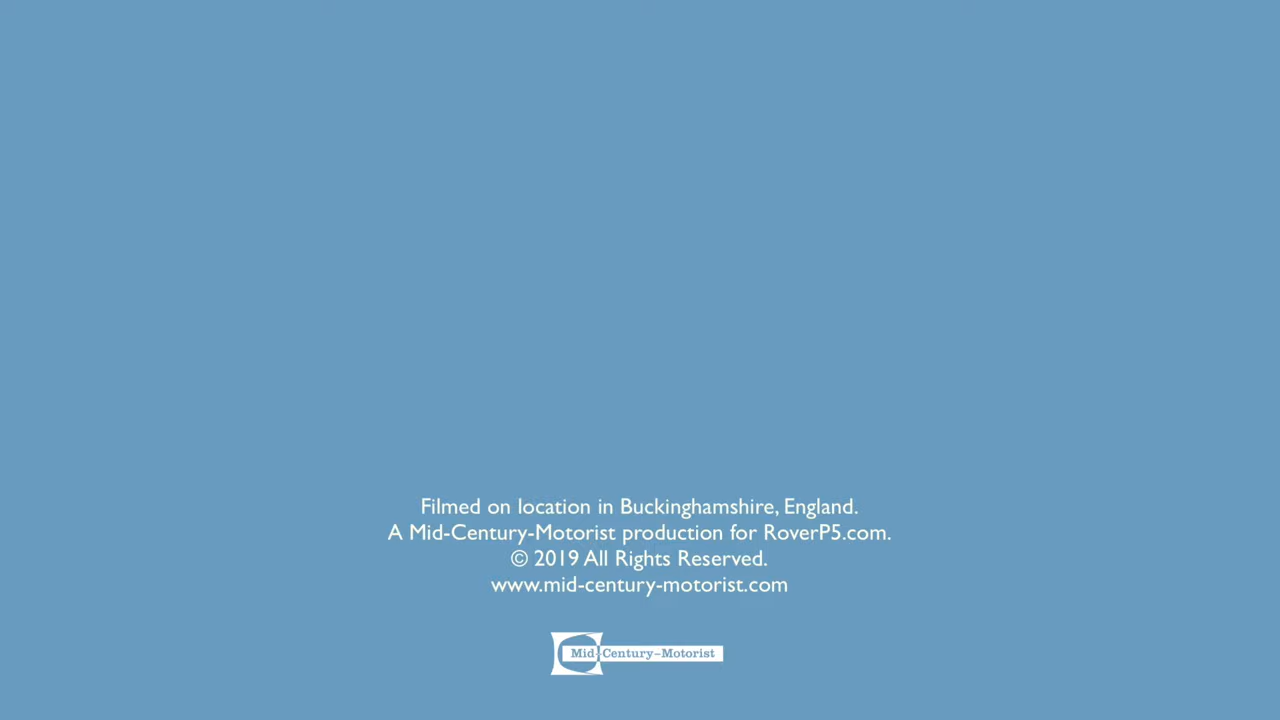 Filmed on location in Buckinghamshire, England.
A Mid-Century-Motorist production for RoverP5.com.
© 2019 All Rights Reserved.
www.mid-century-motorist.com
Mid-Century-Motorist